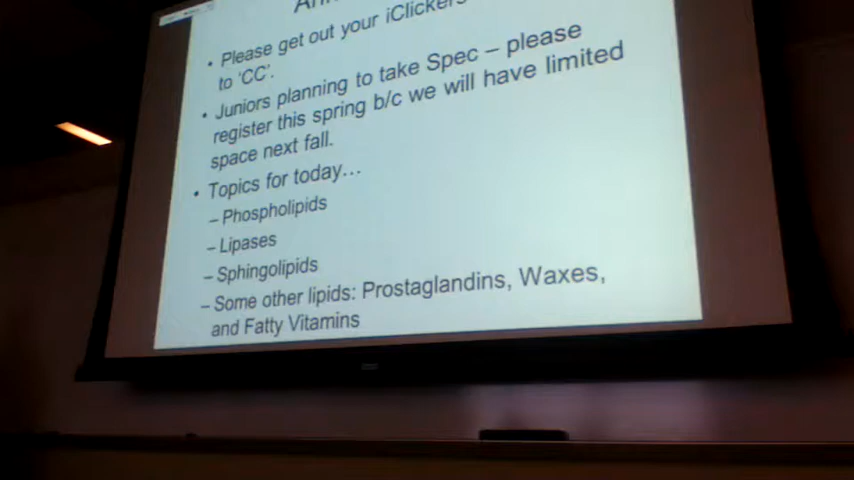 • Please get out your iClickers
to 'CC'.
• Juniors planning to take Spec – please
register this spring b/c we will have limited
space next fall.
• Topics for today…
– Phospholipids
– Lipases
– Sphingolipids
– Some other lipids: Prostaglandins, Waxes,
and Fatty Vitamins